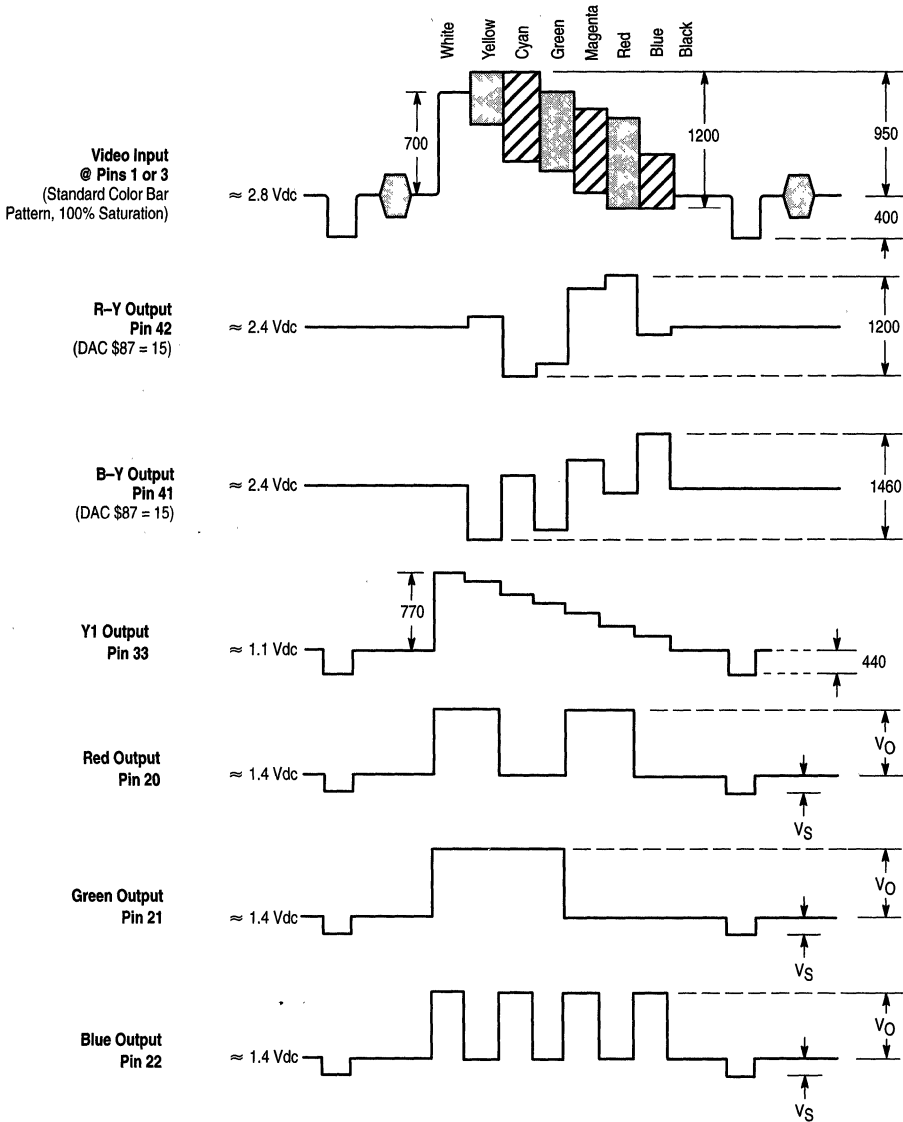 White
Yellow
Cyan
Green
Magenta
Red
Blue
Black
Video Input
@ Pins 1 or 3
(Standard Color Bar
Pattern, 100% Saturation)
≈ 2.8 Vdc
700
1200
950
400
R–Y Output
Pin 42
(DAC $87 = 15)
≈ 2.4 Vdc
1200
B–Y Output
Pin 41
(DAC $87 = 15)
≈ 2.4 Vdc
1460
Y1 Output
Pin 33
≈ 1.1 Vdc
770
440
Red Output
Pin 20
≈ 1.4 Vdc
VO
VS
Green Output
Pin 21
≈ 1.4 Vdc
VO
VS
Blue Output
Pin 22
≈ 1.4 Vdc
VO
VS